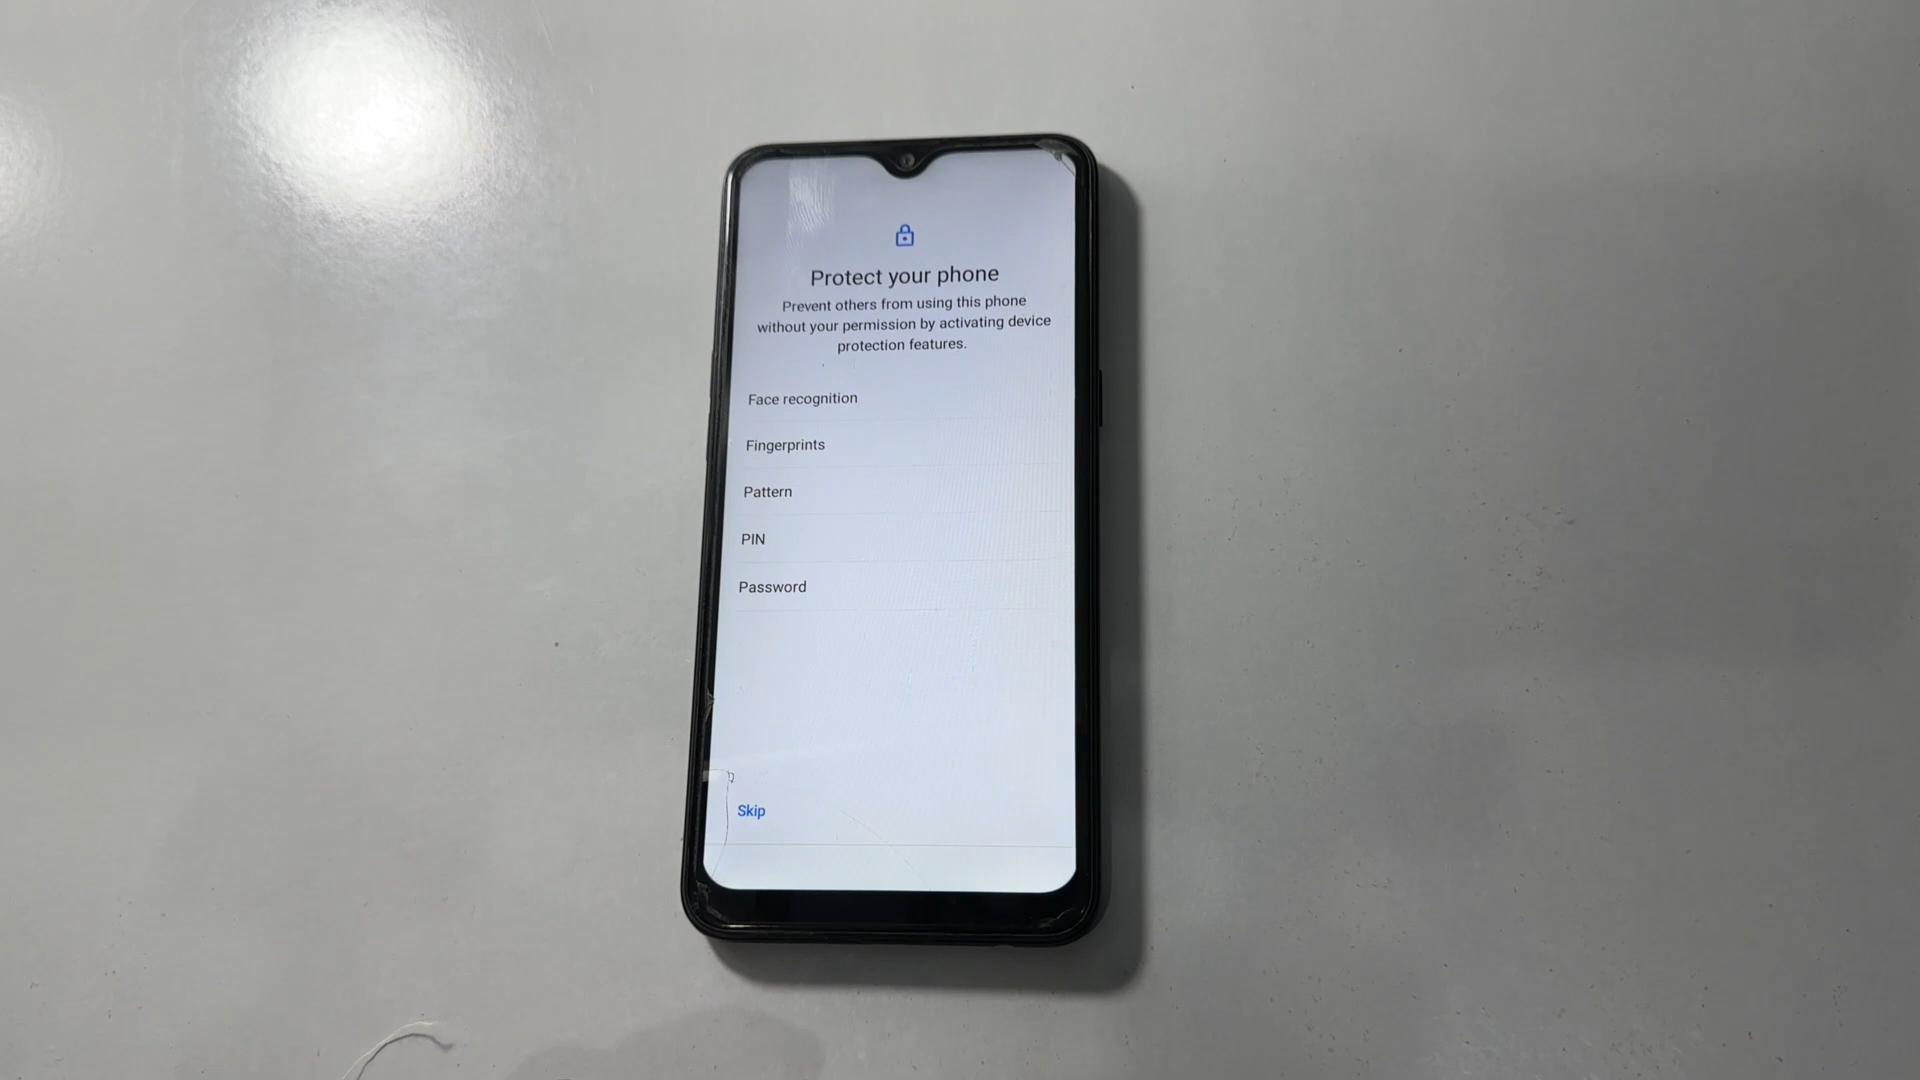 Protect your phone
Prevent others from using this phone
without your permission by activating device
protection features.
Face recognition
Fingerprints
Pattern
PIN
Password
Skip